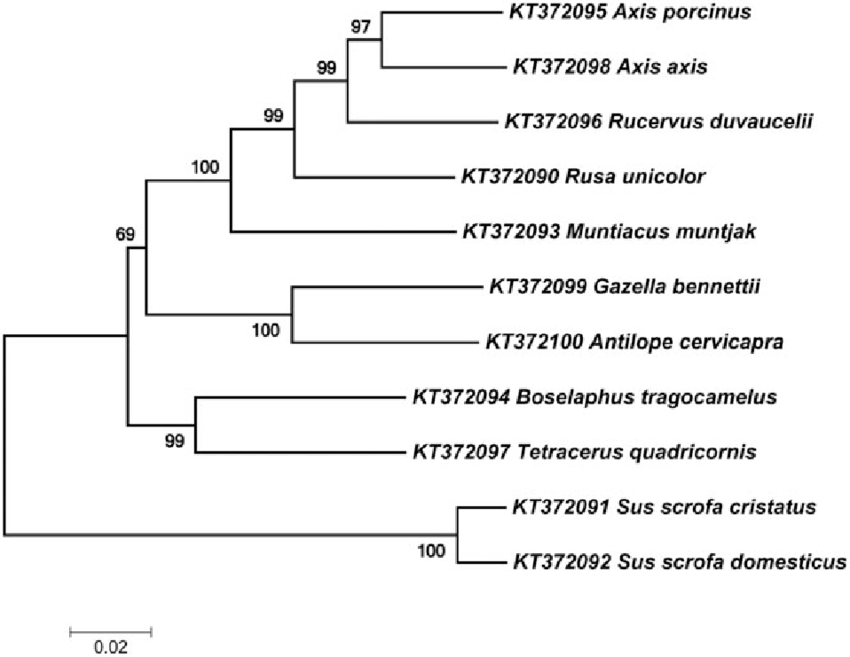 97
KT372095 Axis porcinus
99
KT372098 Axis axis
99
KT372096 Rucervus duvaucelii
100
KT372090 Rusa unicolor
69
KT372093 Muntiacus muntjak
KT372099 Gazella bennettii
100
KT372100 Antilope cervicapra
KT372094 Boselaphus tragocamelus
99
KT372097 Tetracerus quadricornis
KT372091 Sus scrofa cristatus
100
KT372092 Sus scrofa domesticus
0.02